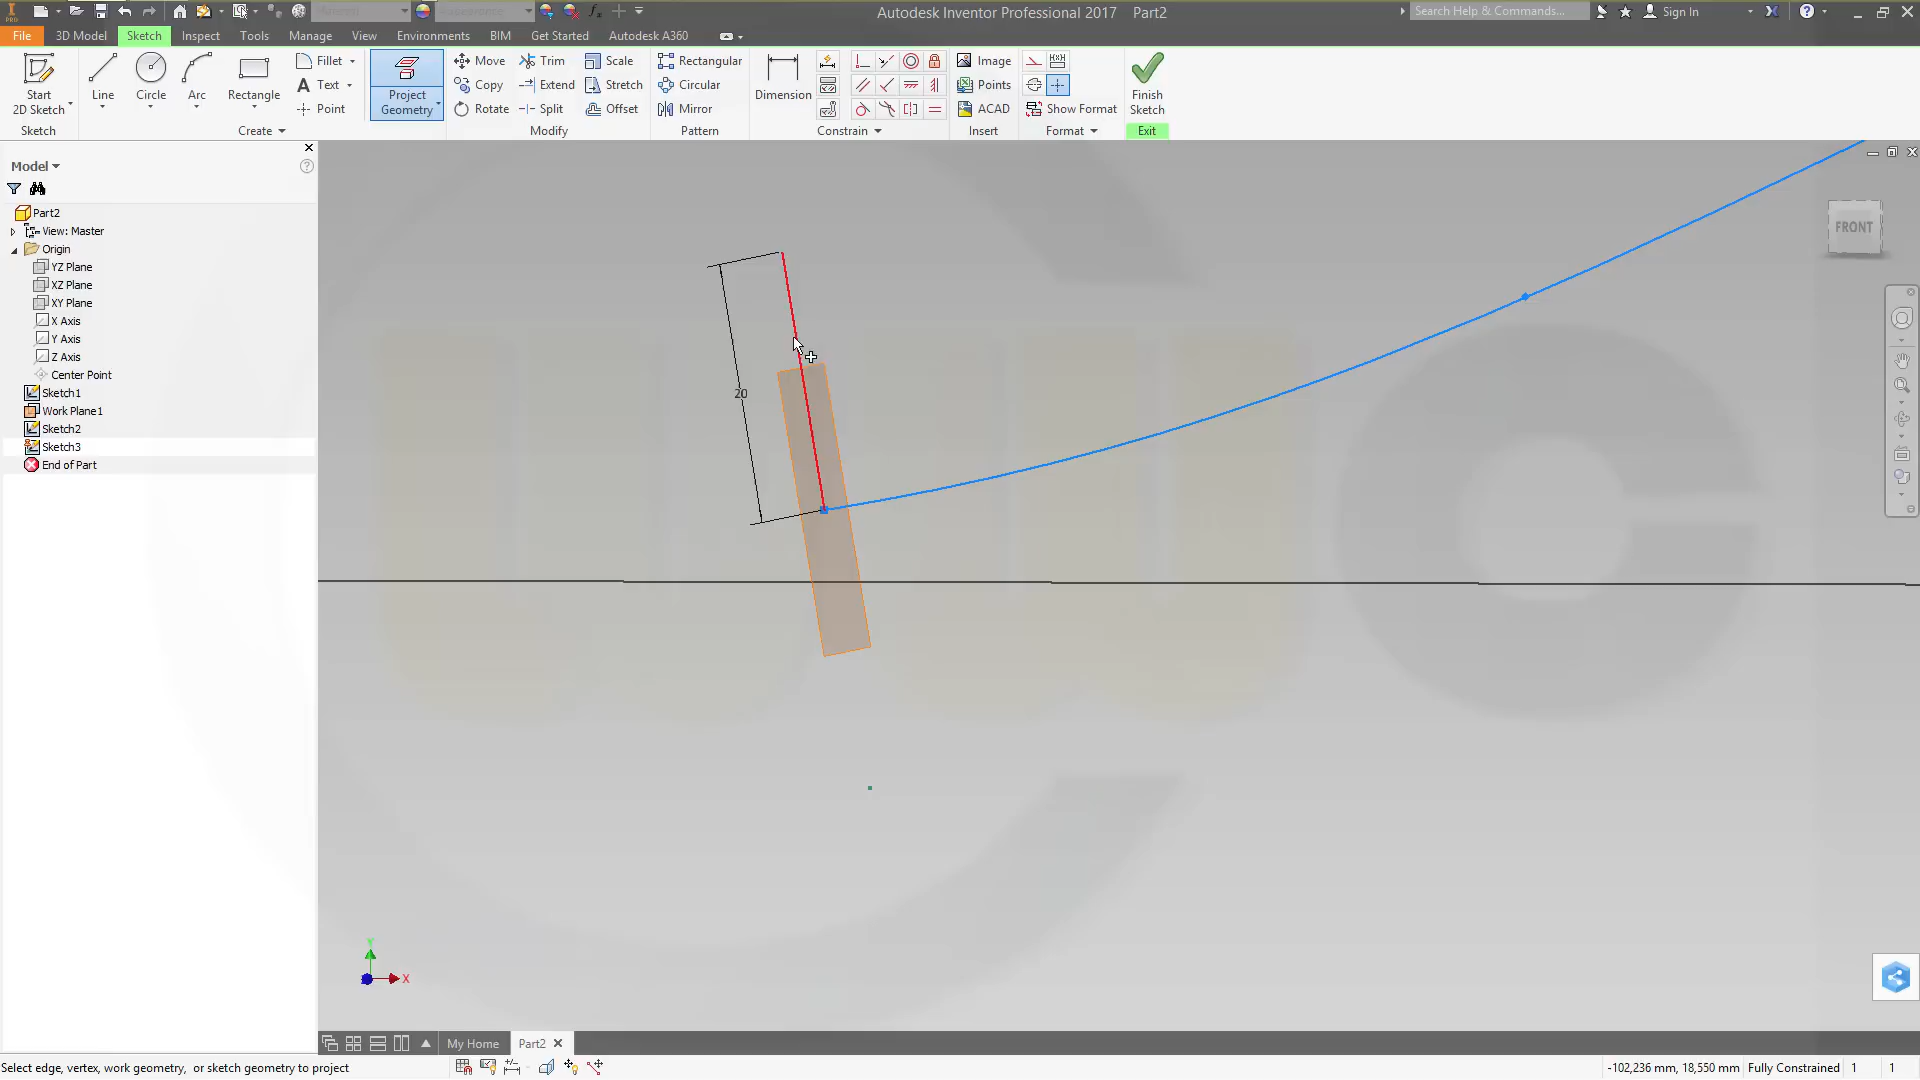 Autodesk Inventor Professional 2017 Part2
Search Help & Commands...
Sign In
File 3D Model Sketch Inspect Tools Manage View Environments BIM Get Started Autodesk A360
Start 2D Sketch
Sketch
Line
Circle
Arc
Rectangle
Fillet
Text
Point
Create
Project Geometry
Move
Copy
Rotate
Trim
Extend
Split
Scale
Stretch
Offset
Modify
Rectangular
Circular
Mirror
Pattern
Dimension
Constrain
Image
Points
ACAD
Insert
Show Format
Format
Finish Sketch
Exit
Model
Part2
View: Master
Origin
YZ Plane
XZ Plane
XY Plane
X Axis
Y Axis
Z Axis
Center Point
Sketch1
Work Plane1
Sketch2
Sketch3
End of Part
FRONT
20
Y
X
My Home Part2
Select edge, vertex, work geometry, or sketch geometry to project
-102,236 mm, 18,550 mm Fully Constrained 1 1